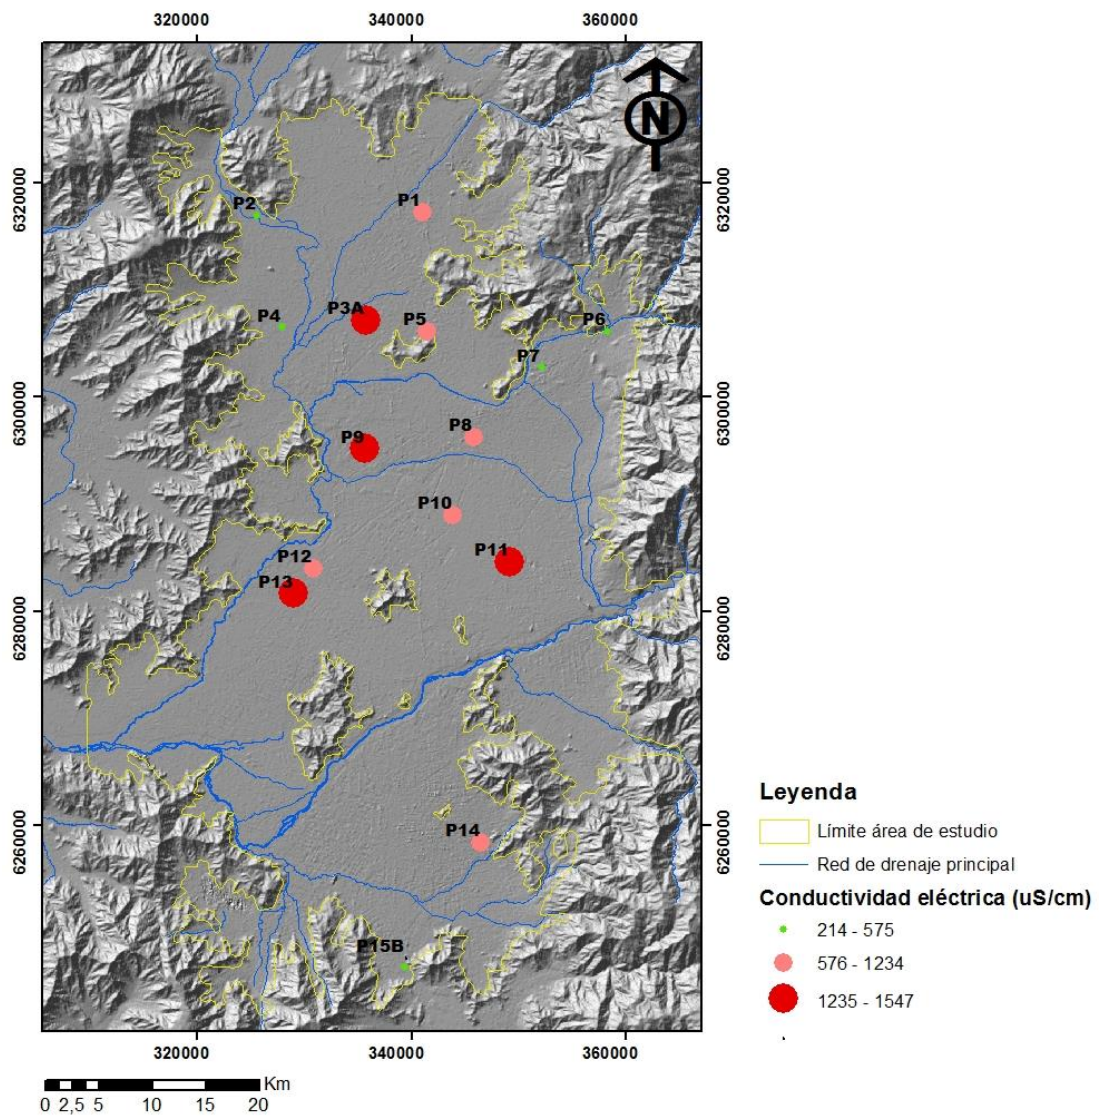 320000 340000 360000
N
6320000 6320000
P1
P2
P3A
P4
P5
P6
P7
6300000 6300000
P8
P9
P10
P11
P12
P13
6280000 6280000
6260000 6260000
P14
P15B
320000 340000 360000
Km
0 2,5 5 10 15 20
Leyenda
Límite área de estudio
Red de drenaje principal
Conductividad eléctrica (uS/cm)
214 - 575
576 - 1234
1235 - 1547